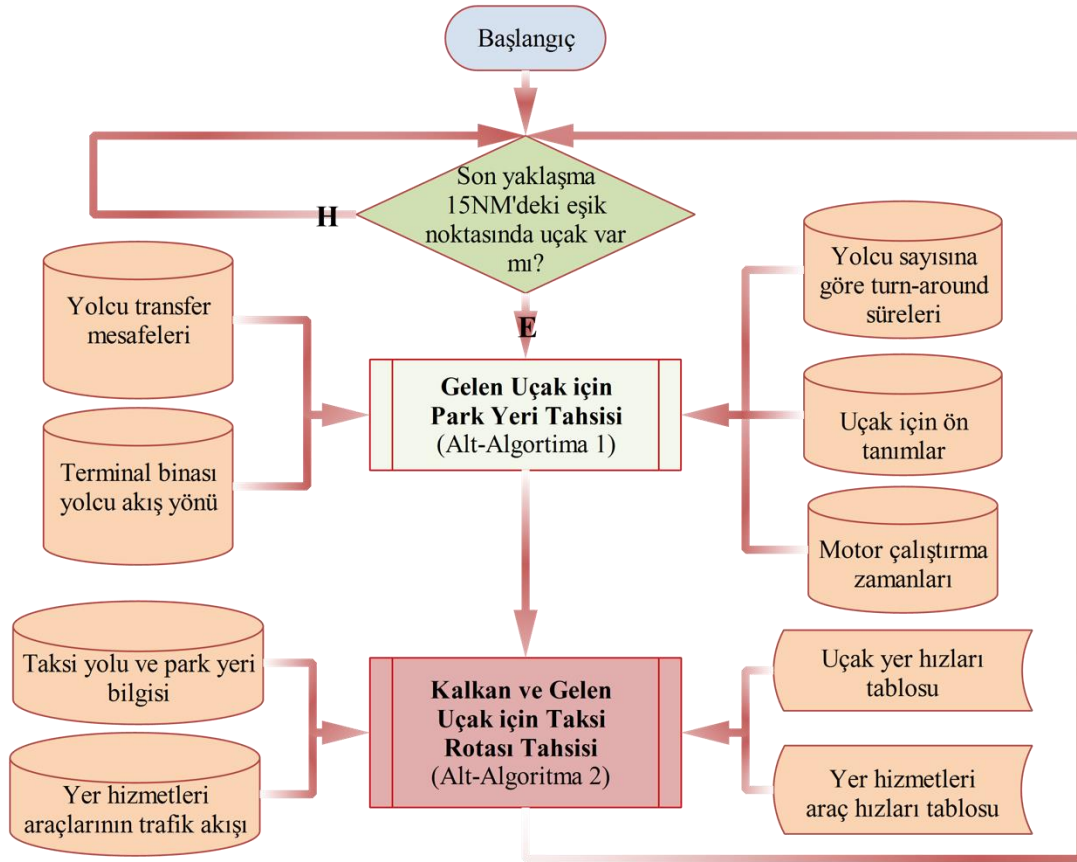 Başlangıç
Son yaklaşma
15NM'deki eşik
noktasında uçak var
mı?
H
E
Yolcu transfer
mesafeleri
Terminal binası
yolcu akış yönü
Yolcu sayısına
göre turn-around
süreleri
Uçak için ön
tanımlar
Motor çalıştırma
zamanları
Gelen Uçak için
Park Yeri Tahsisi
(Alt-Algortima 1)
Taksi yolu ve park yeri
bilgisi
Yer hizmetleri
araçlarının trafik akışı
Kalkan ve Gelen
Uçak için Taksi
Rotası Tahsisi
(Alt-Algoritma 2)
Uçak yer hızları
tablosu
Yer hizmetleri
araç hızları tablosu